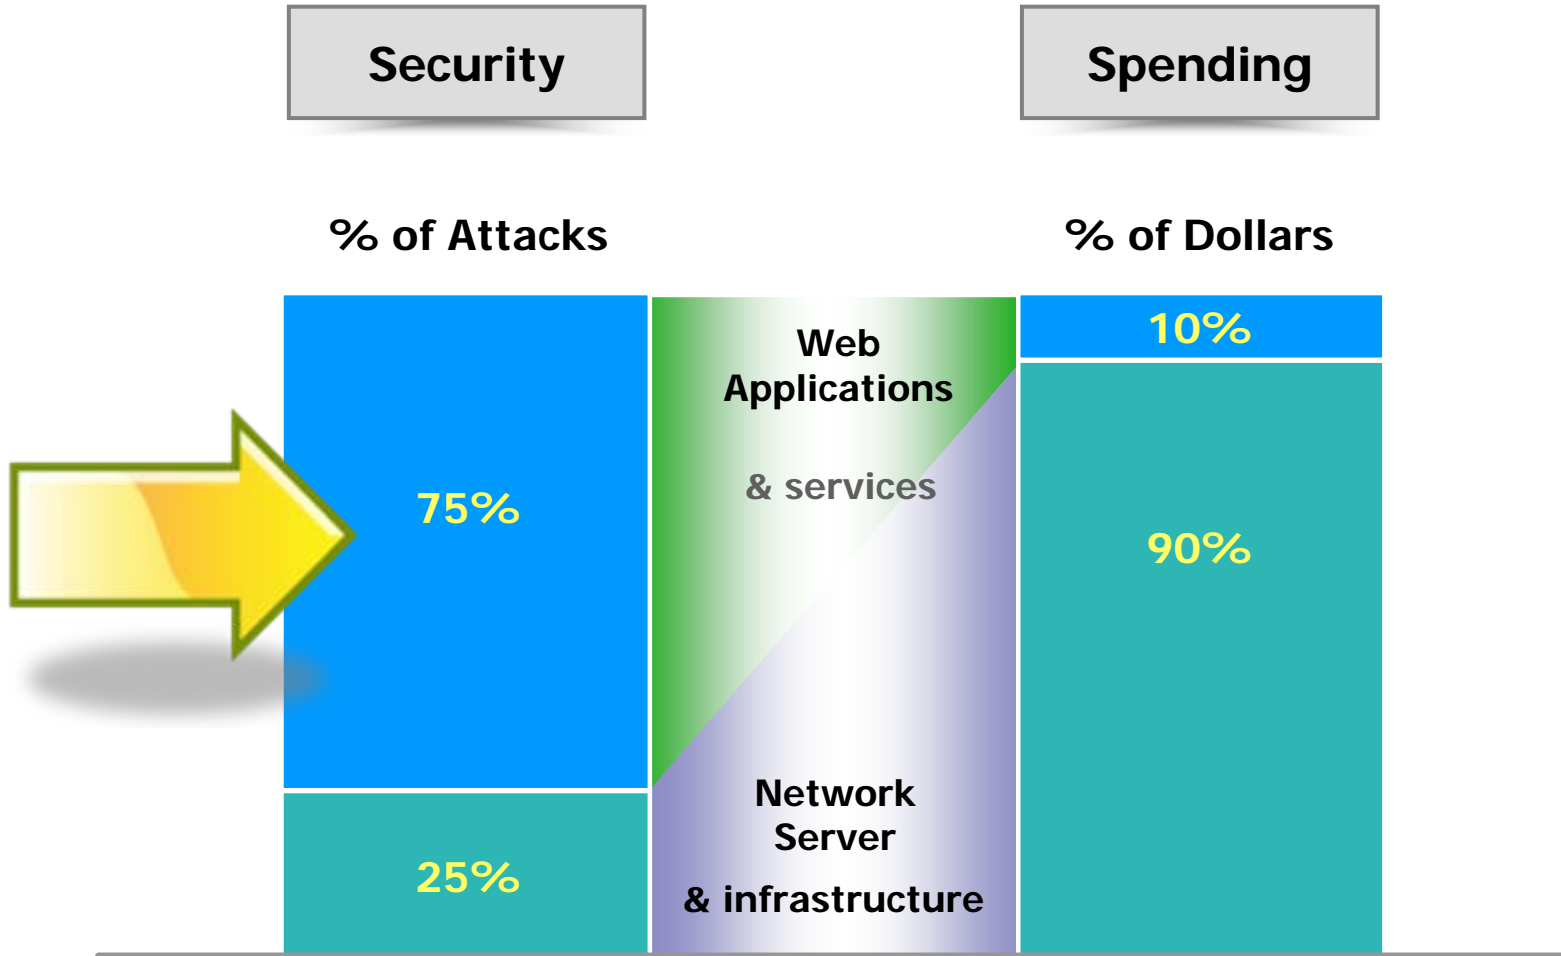 Security
Spending
% of Attacks
% of Dollars
75%
25%
Web
Applications
& services
Network
Server
& infrastructure
10%
90%